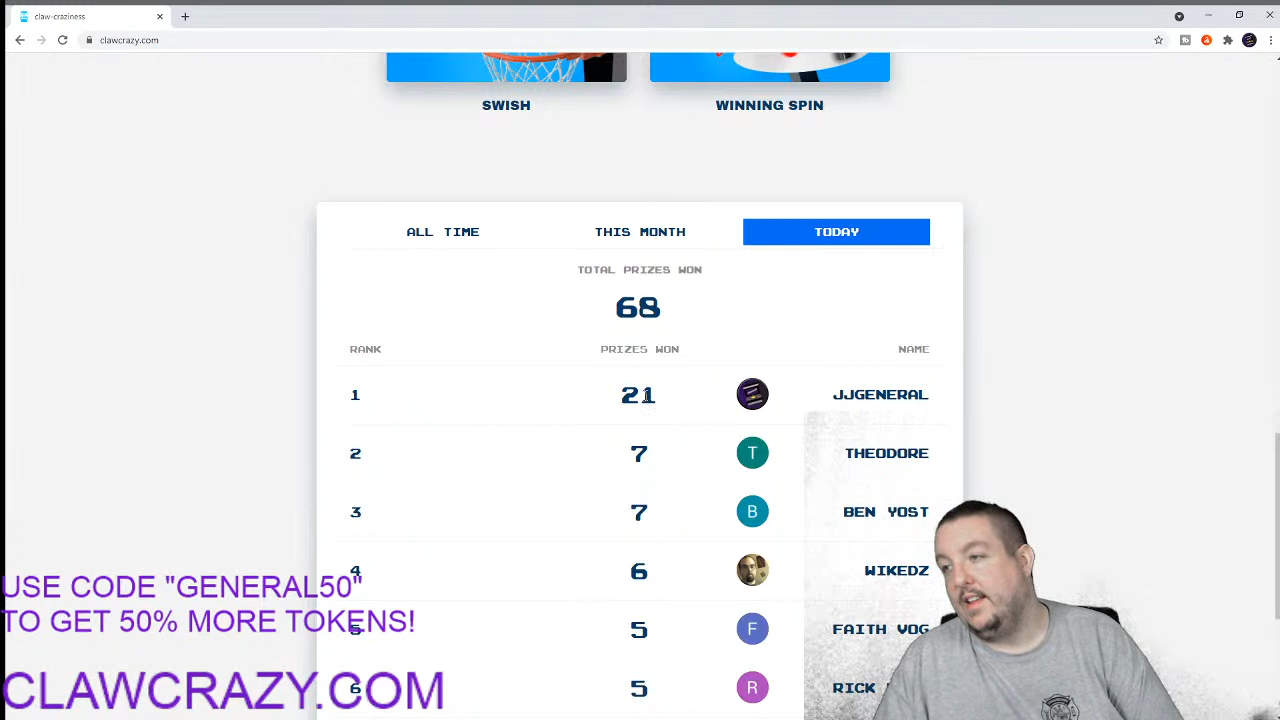 claw-craziness
clawcrazy.com
SWISH
WINNING SPIN
ALL TIME
THIS MONTH
TODAY
TOTAL PRIZES WON
68
RANK
PRIZES WON
NAME
1
21
JJGENERAL
2
7
T
THEODORE
3
7
B
BEN YOST
4
6
WIKEDZ
5
5
F
FAITH VOG
6
5
R
RICK
USE CODE "GENERAL50"
TO GET 50% MORE TOKENS!
CLAWCRAZY.COM